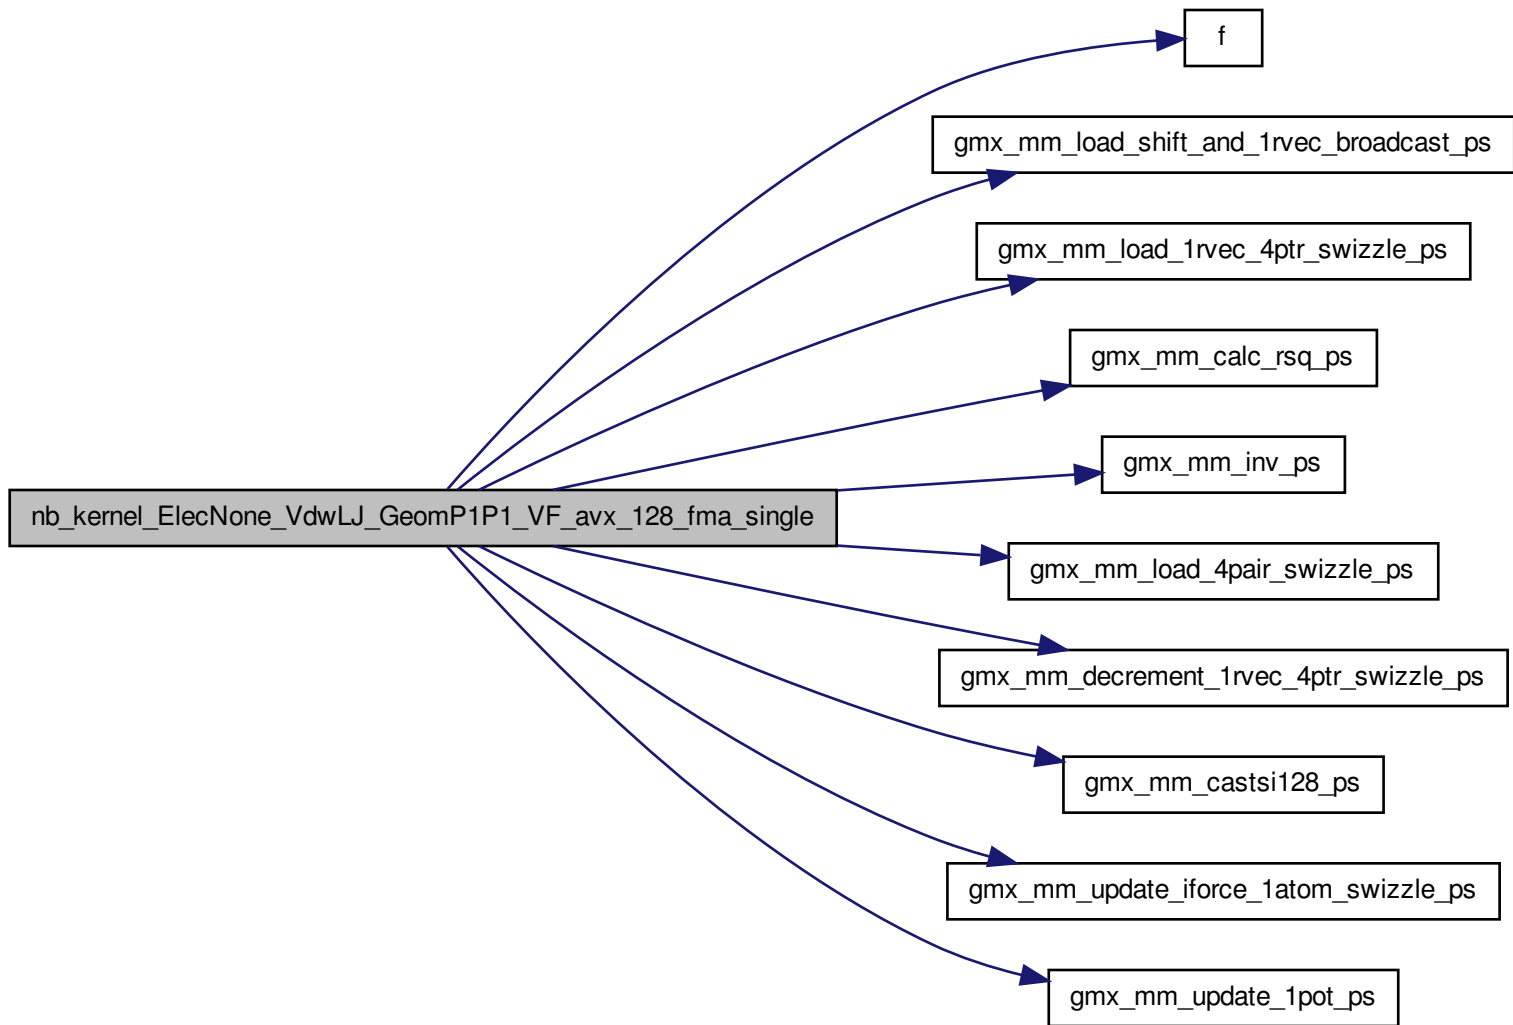 f
gmx_mm_load_shift_and_1rvec_broadcast_ps
gmx_mm_load_1rvec_4ptr_swizzle_ps
gmx_mm_calc_rsq_ps
gmx_mm_inv_ps
nb_kernel_ElecNone_VdwLJ_GeomP1P1_VF_avx_128_fma_single
gmx_mm_load_4pair_swizzle_ps
gmx_mm_decrement_1rvec_4ptr_swizzle_ps
gmx_mm_castsi128_ps
gmx_mm_update_iforce_1atom_swizzle_ps
gmx_mm_update_1pot_ps